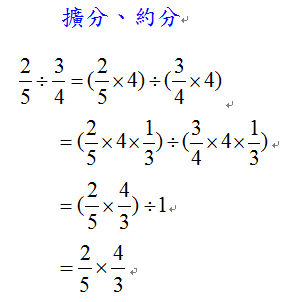 擴分、約分↵
2/5 ÷ 3/4 = (2/5 × 4) ÷ (3/4 × 4) ↵
= (2/5 × 4 × 1/3) ÷ (3/4 × 4 × 1/3) ↵
= (2/5 × 4/3) ÷ 1↵
= 2/5 × 4/3 ↵